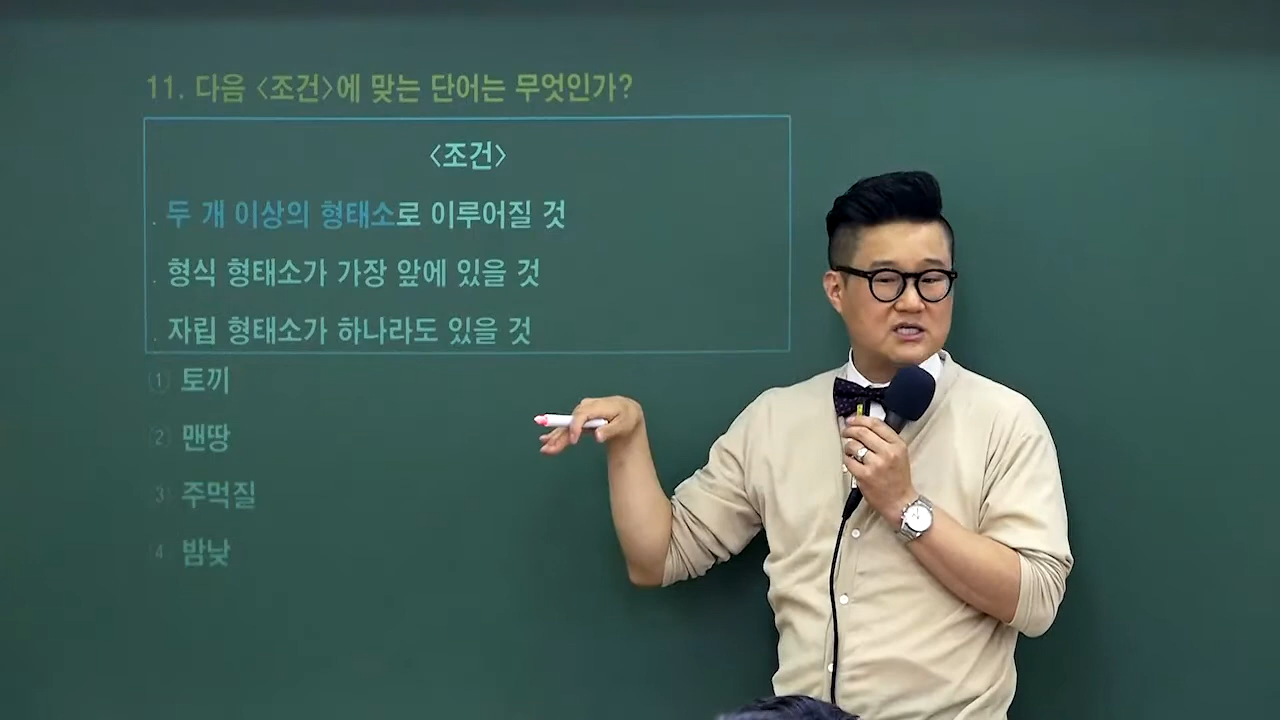 11. 다음 〈조건〉에 맞는 단어는 무엇인가?
〈조건〉
. 두 개 이상의 형태소로 이루어질 것
. 형식 형태소가 가장 앞에 있을 것
. 자립 형태소가 하나라도 있을 것
① 토끼
② 맨땅
③ 주먹질
④ 밤낮